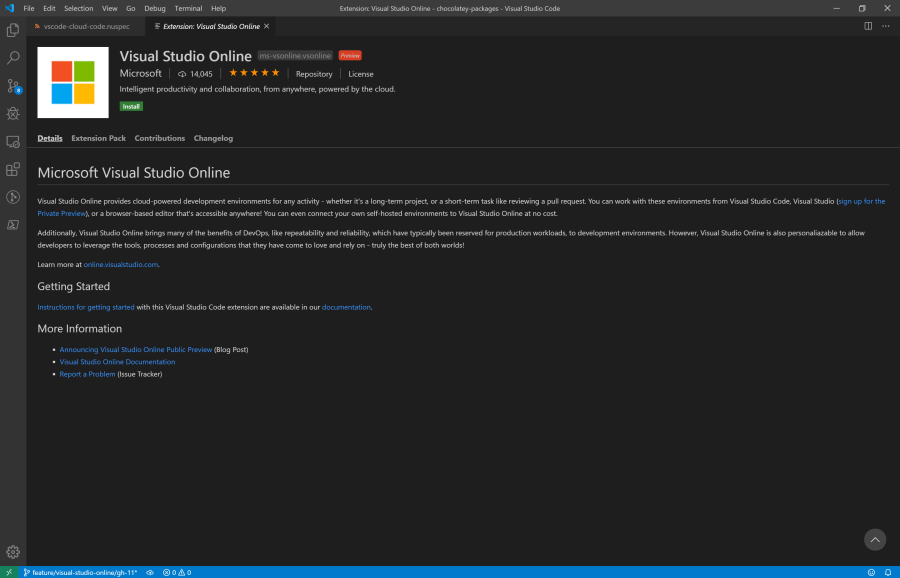 File Edit Selection View Go Debug Terminal Help
Extension: Visual Studio Online - chocolatey-packages - Visual Studio Code
vscode-cloud-code.nuspec
Extension: Visual Studio Online
Visual Studio Online ms-vsonline.vsonline Preview
Microsoft 14,045 Repository License
Intelligent productivity and collaboration, from anywhere, powered by the cloud.
Install
Details Extension Pack Contributions Changelog
Microsoft Visual Studio Online
Visual Studio Online provides cloud-powered development environments for any activity - whether it's a long-term project, or a short-term task like reviewing a pull request. You can work with these environments from Visual Studio Code, Visual Studio (sign up for the
Private Preview), or a browser-based editor that's accessible anywhere! You can even connect your own self-hosted environments to Visual Studio Online at no cost.
Additionally, Visual Studio Online brings many of the benefits of DevOps, like repeatability and reliability, which have typically been reserved for production workloads, to development environments. However, Visual Studio Online is also personaliazable to allow
developers to leverage the tools, processes and configurations that they have come to love and rely on - truly the best of both worlds!
Learn more at online.visualstudio.com.
Getting Started
Instructions for getting started with this Visual Studio Code extension are available in our documentation.
More Information
• Announcing Visual Studio Online Public Preview (Blog Post)
• Visual Studio Online Documentation
• Report a Problem (Issue Tracker)
8
feature/visual-studio-online/gh-11* 0 0